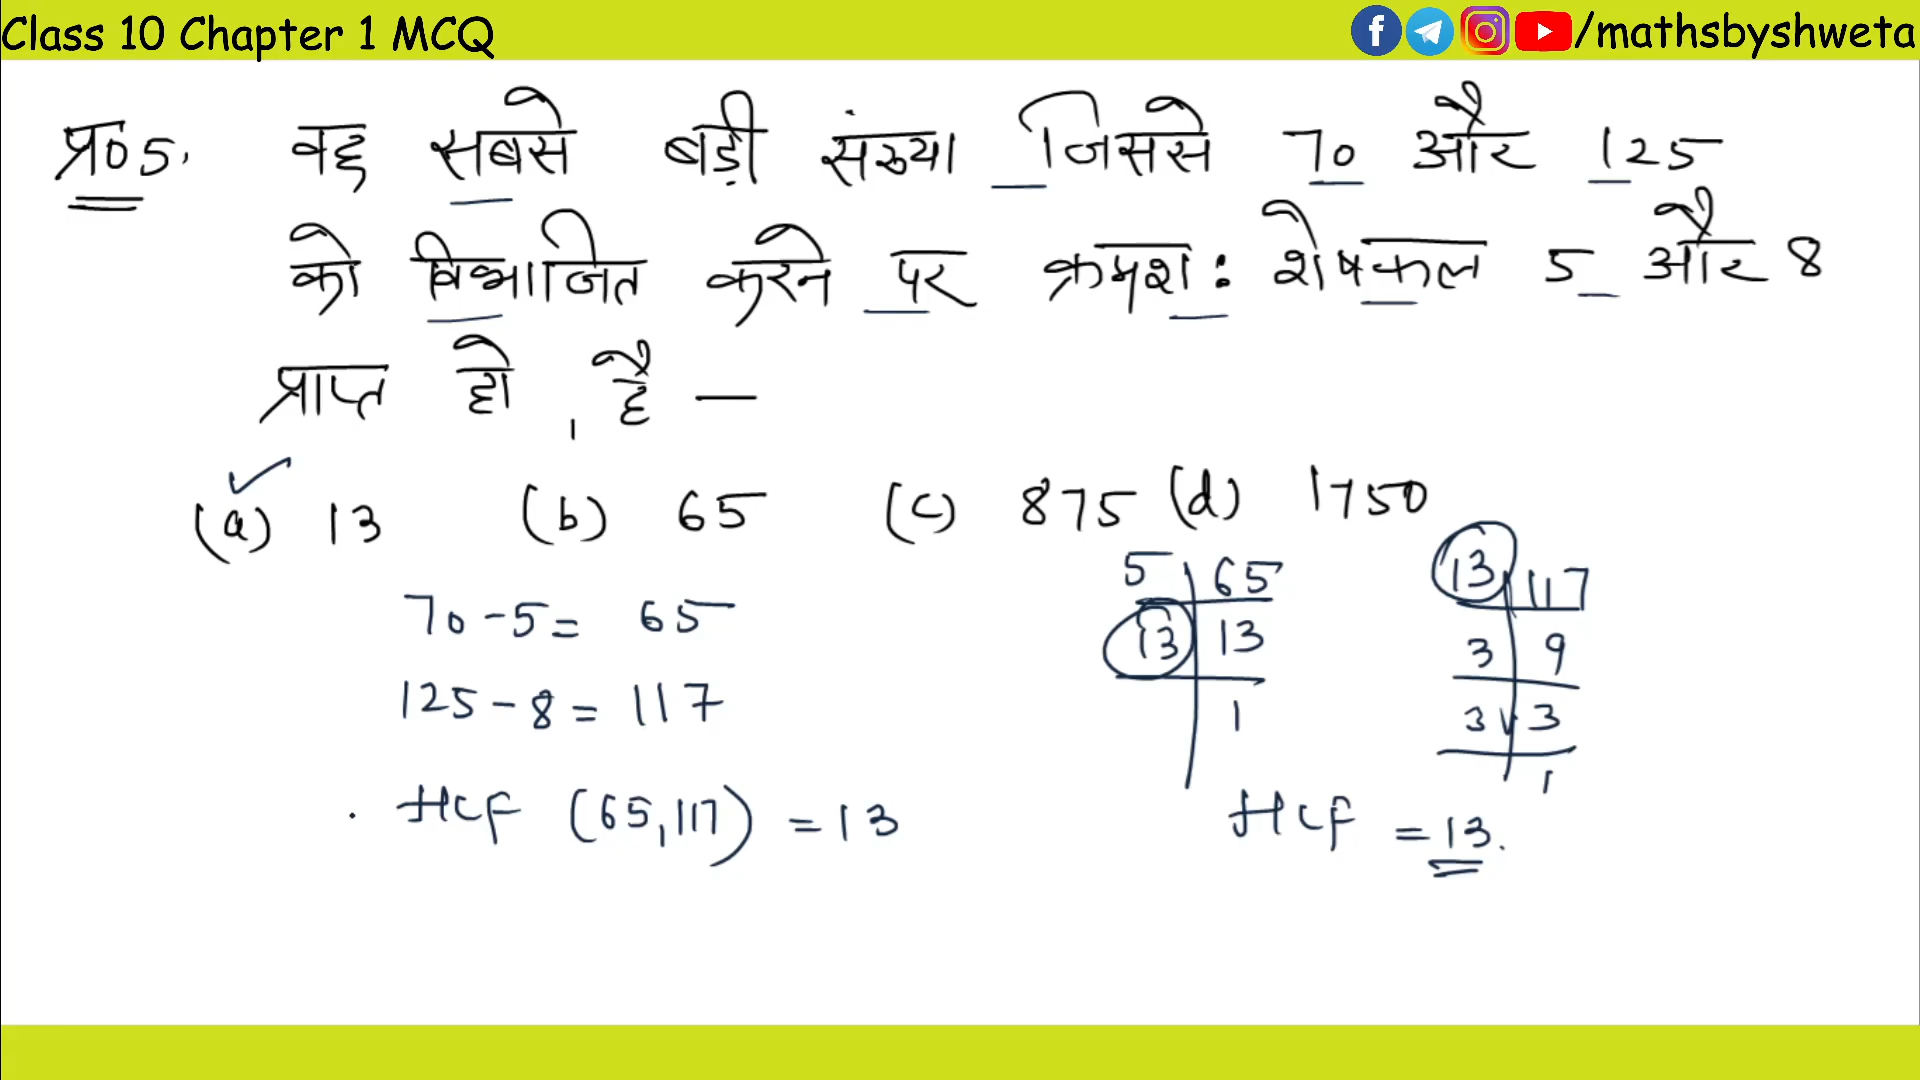 Class 10 Chapter 1 MCQ
/mathsbyshweta
प्र० 5. वह सबसे बड़ी संख्या जिससे 70 और 125
को विभाजित करने पर क्रमशः शेषफल 5 और 8
प्राप्त हो, है —
(a) 13 (b) 65 (c) 875 (d) 1750
70 - 5 = 65
125 - 8 = 117
HCF (65,117) = 13
5 | 65
13 | 13
1
13 | 117
3 | 9
3 | 3
1
HCF = 13.